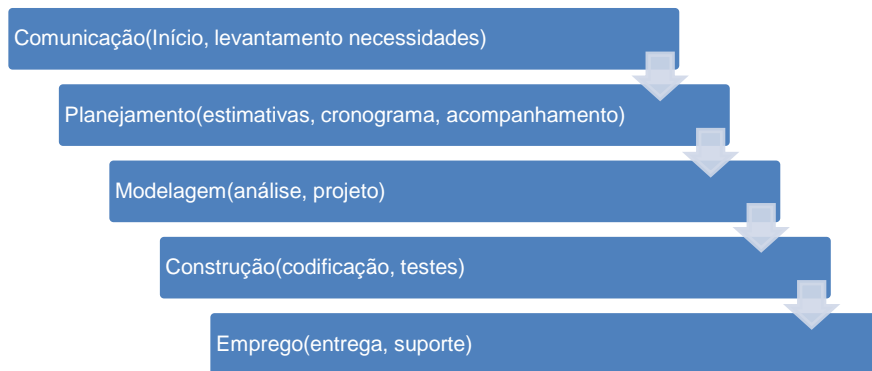 Comunicação(Início, levantamento necessidades)
Planejamento(estimativas, cronograma, acompanhamento)
Modelagem(análise, projeto)
Construção(codificação, testes)
Emprego(entrega, suporte)